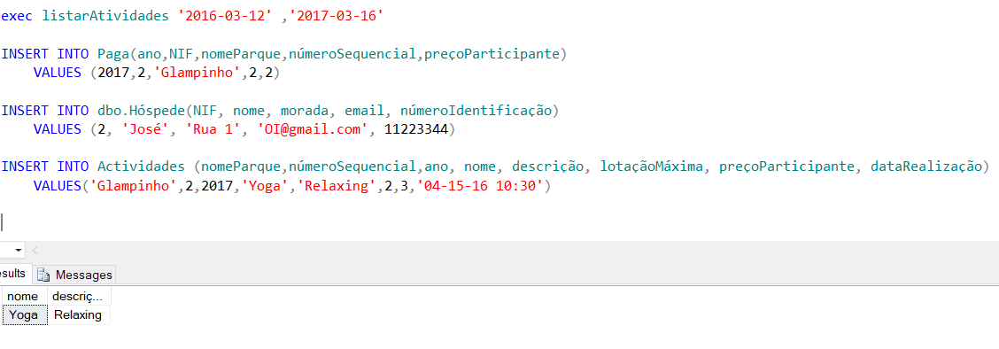 exec listarAtividades '2016-03-12' ,'2017-03-16'
INSERT INTO Paga(ano,NIF,nomeParque,númeroSequencial,preçoParticipante)
VALUES (2017,2,'Glampinho',2,2)
INSERT INTO dbo.Hóspede(NIF, nome, morada, email, númeroIdentificação)
VALUES (2, 'José', 'Rua 1', 'OI@gmail.com', 11223344)
INSERT INTO Actividades (nomeParque,númeroSequencial,ano, nome, descrição, lotaçãoMáxima, preçoParticipante, dataRealização)
VALUES('Glampinho',2,2017,'Yoga','Relaxing',2,3,'04-15-16 10:30')
esults Messages
nome descriç...
Yoga Relaxing